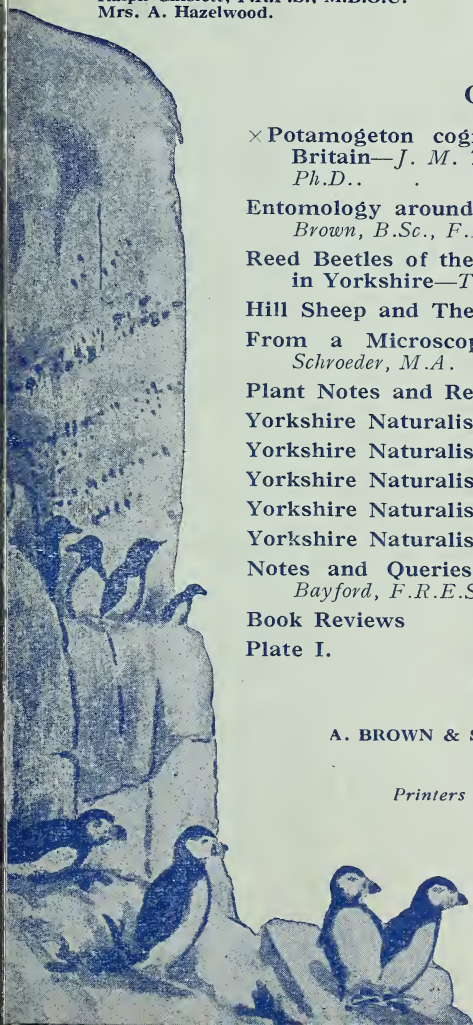 Mrs. A. Hazelwood.
×Potamogeton cog
Britain—J. M.
Ph.D.. .
Entomology around
Brown, B.Sc., F.
Reed Beetles of the
in Yorkshire—T
Hill Sheep and The
From a Microscop
Schroeder, M.A. .
Plant Notes and Re
Yorkshire Naturalis
Yorkshire Naturalis
Yorkshire Naturalis
Yorkshire Naturalis
Yorkshire Naturalis
Notes and Queries
Bayford, F.R.E.S
Book Reviews
Plate I.
A. BROWN & S
Printers